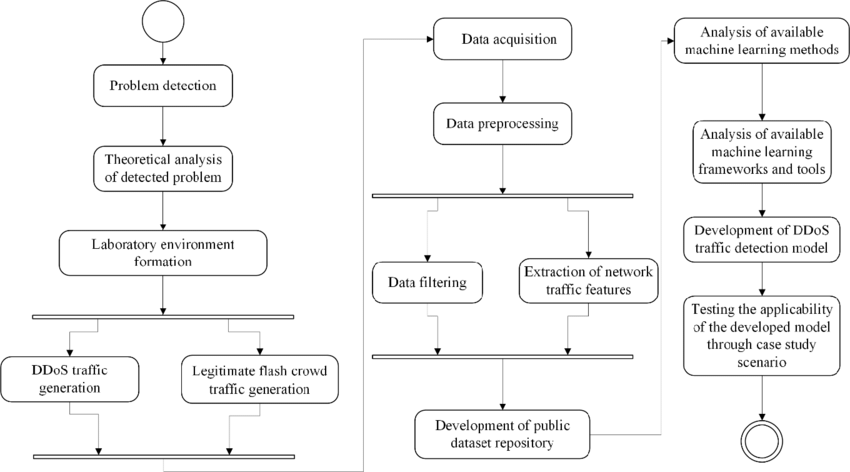 Problem detection
Theoretical analysis
of detected problem
Laboratory environment
formation
DDoS traffic
generation
Legitimate flash crowd
traffic generation
Data acquisition
Data preprocessing
Data filtering
Extraction of network
traffic features
Development of public
dataset repository
Analysis of available
machine learning methods
Analysis of available
machine learning
frameworks and tools
Development of DDoS
traffic detection model
Testing the applicability
of the developed model
through case study
scenario